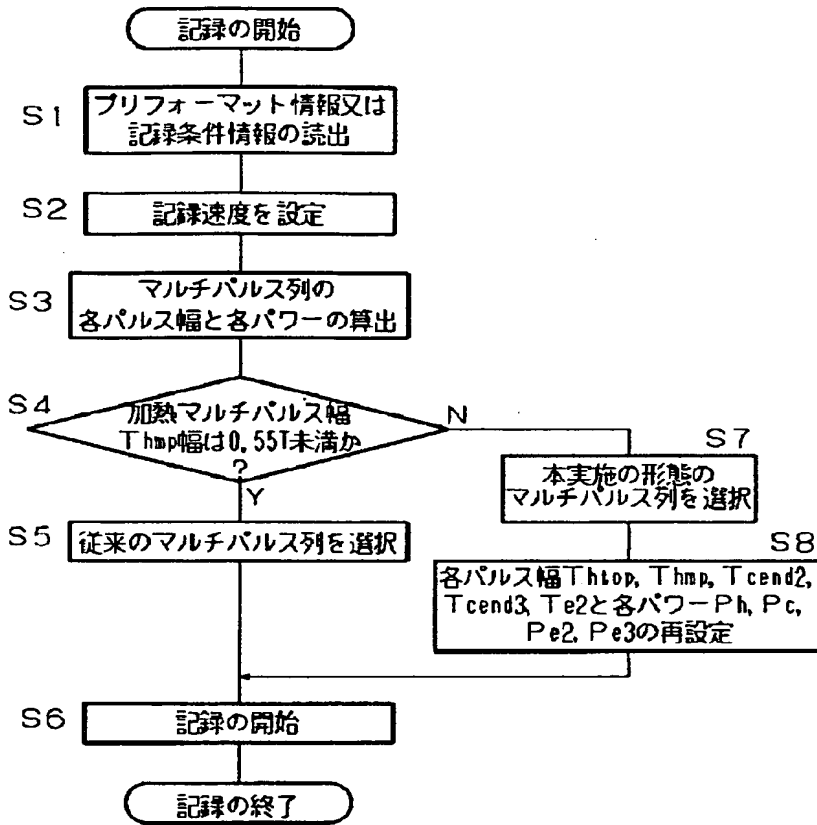 記録の開始
S1
プリフォーマット情報又は
記録条件情報の読出
S2
記録速度を設定
S3
マルチパルス列の
各パルス幅と各パワーの算出
S4
加熱マルチパルス幅
Thmp幅は0.55T未満か
?
N
Y
S5
従来のマルチパルス列を選択
S7
本実施の形態の
マルチパルス列を選択
S8
各パルス幅Thtop, Thmp, Tcend2,
Tcend3, Te2と各パワーPh, Pc,
Pe2, Pe3の再設定
S6
記録の開始
記録の終了